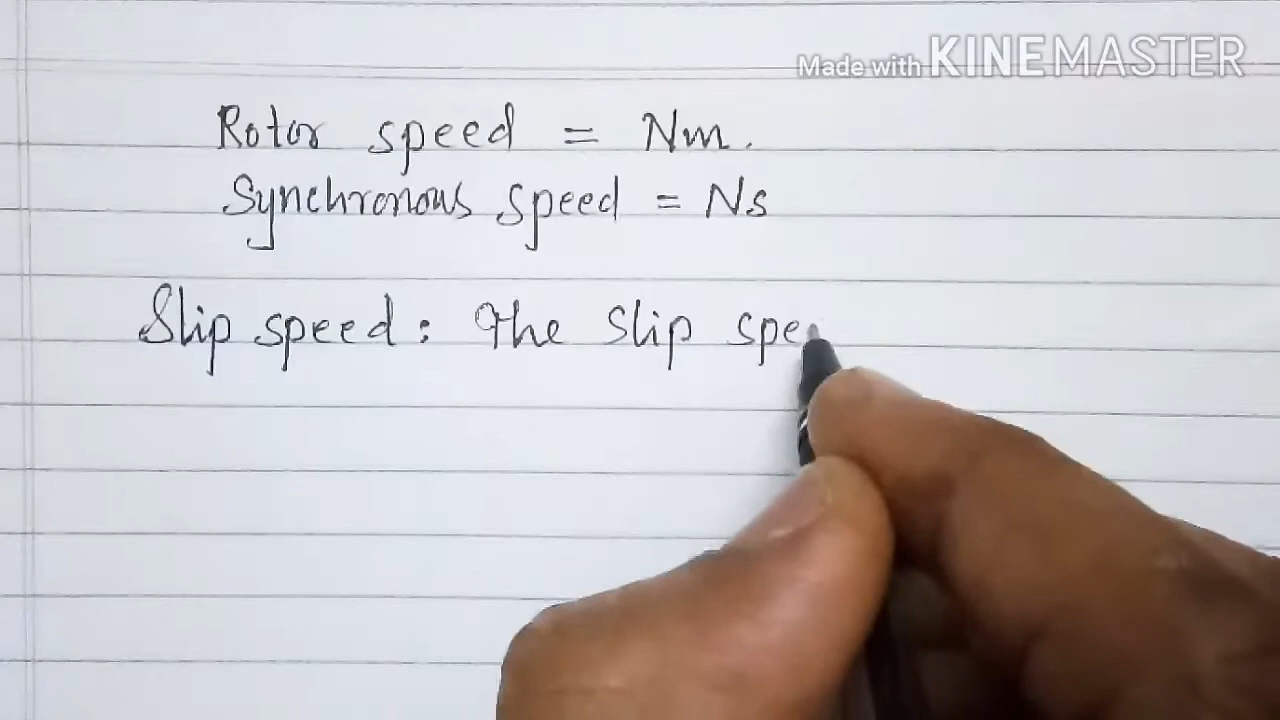 Made with KINEMASTER
Rotor speed = Nm.
Synchronous speed = Ns
Slip speed : The slip spe